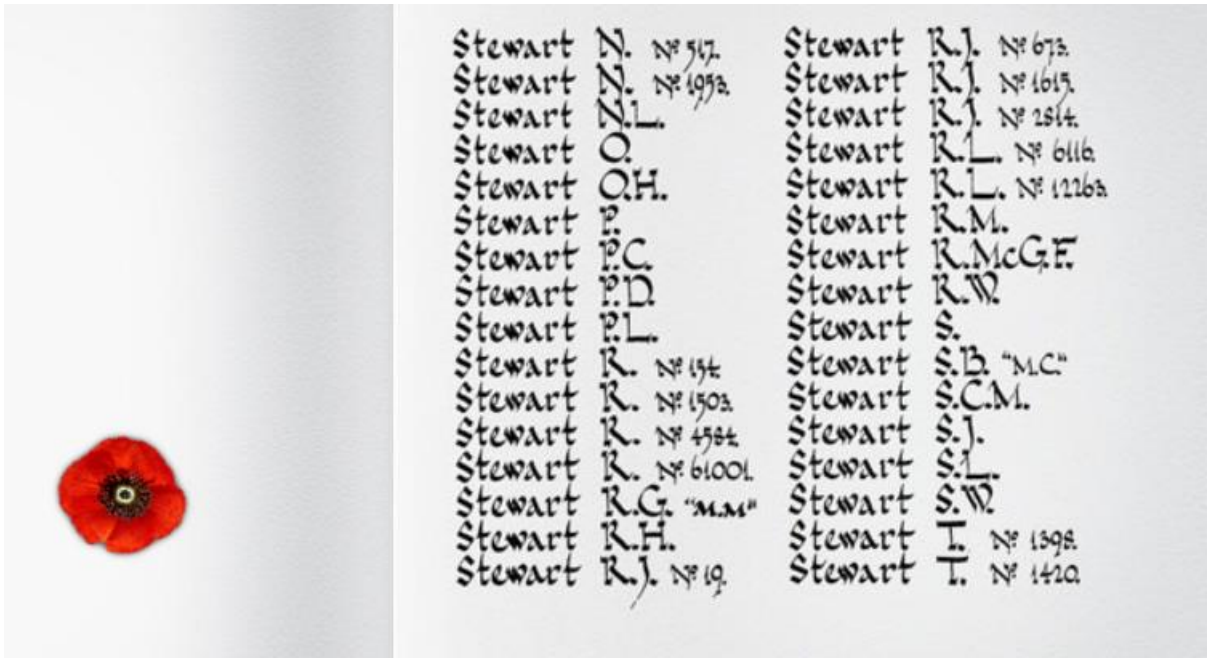 Stewart N. Nº 517.
Stewart N. Nº 1953.
Stewart N.L.
Stewart O.
Stewart O.H.
Stewart P.
Stewart P.C.
Stewart P.D.
Stewart P.L.
Stewart R. Nº 154
Stewart R. Nº 1503.
Stewart R. Nº 4584.
Stewart R. Nº 61001.
Stewart R.G. "M.M"
Stewart R.H.
Stewart R.J. Nº 19.
Stewart R.J. Nº 673.
Stewart R.J. Nº 1615.
Stewart R.J. Nº 2814.
Stewart R.L. Nº 6116.
Stewart R.L. Nº 12263.
Stewart R.M.
Stewart R.McG.F.
Stewart R.W.
Stewart S.
Stewart S.B. "M.C."
Stewart S.C.M.
Stewart S.J.
Stewart S.L.
Stewart S.W.
Stewart T. Nº 1398.
Stewart T. Nº 1420.